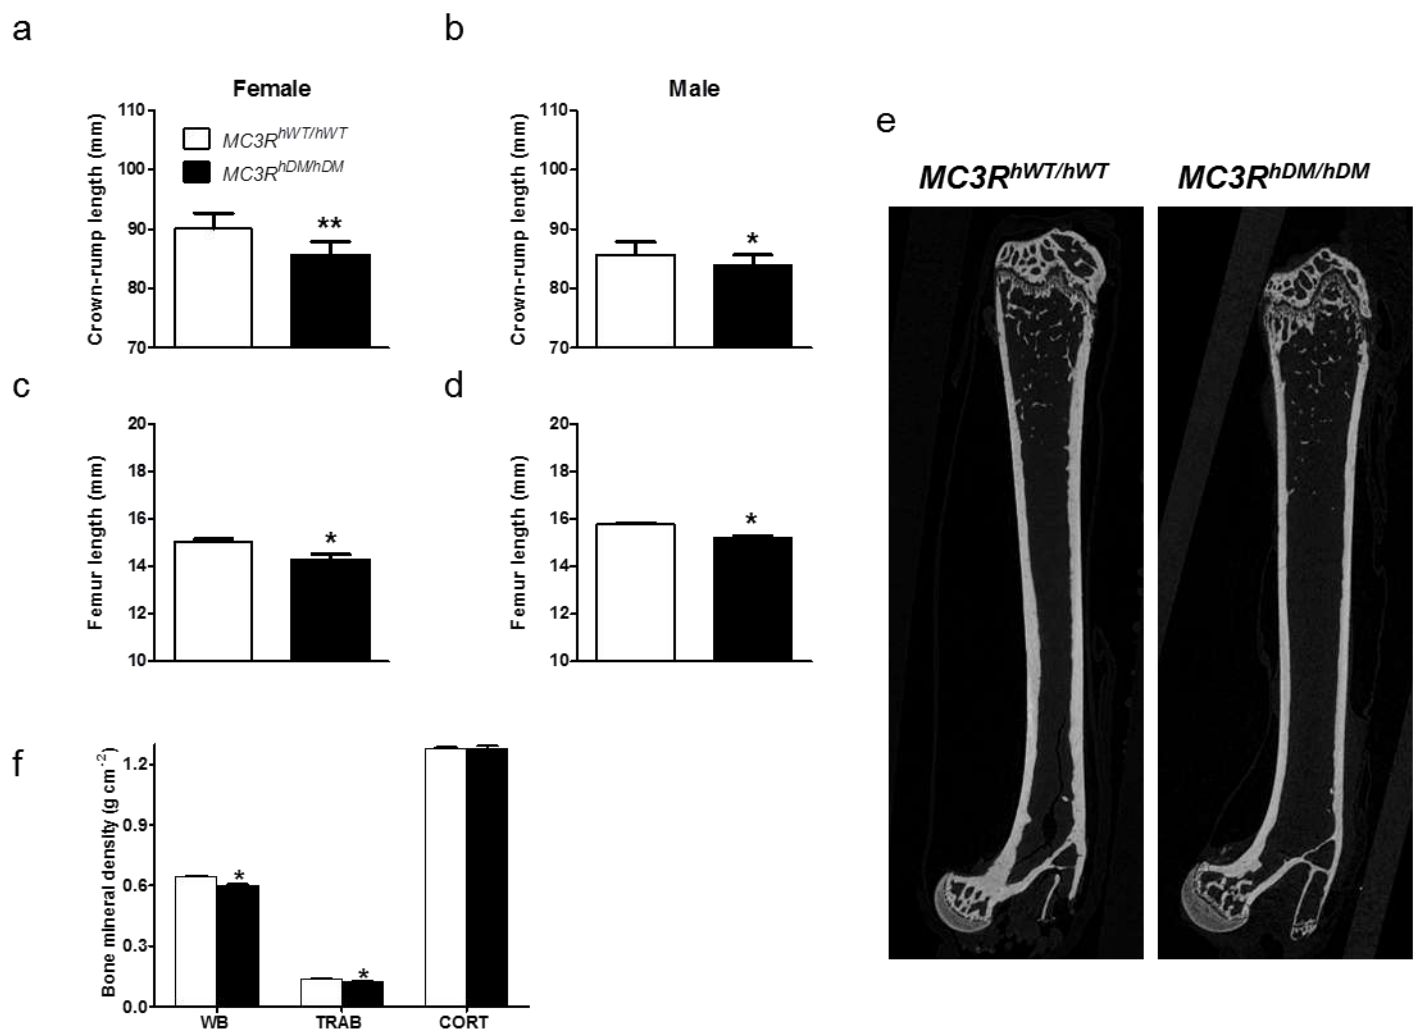 a
b
Female
Male
e
MC3R^hWT/hWT
MC3R^hDM/hDM
Crown-rump length (mm)
110
100
90
80
70
MC3R^hWT/hWT
MC3R^hDM/hDM
**
Crown-rump length (mm)
110
100
90
80
70
*
c
d
Femur length (mm)
20
18
16
14
12
10
*
Femur length (mm)
20
18
16
14
12
10
*
f
Bone mineral density (g cm^-2)
1.2
0.9
0.6
0.3
0.0
*
*
WB TRAB CORT